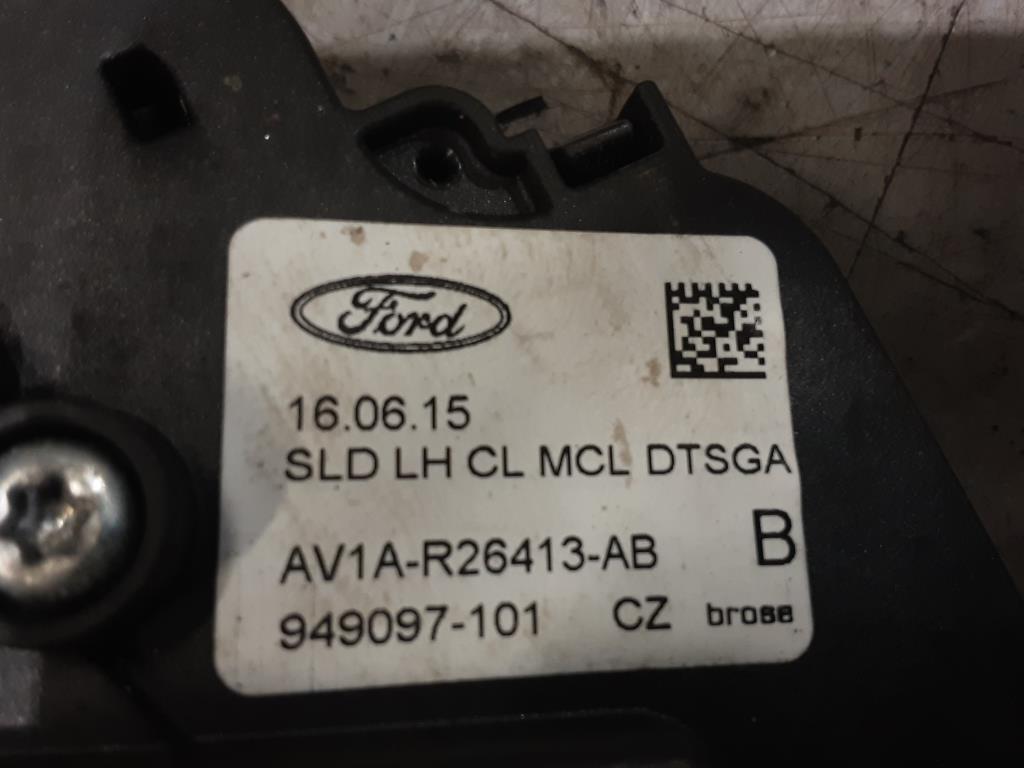 Ford
16.06.15
SLD LH CL MCL DTSGA
B
AV1A-R26413-AB
949097-101 CZ brose